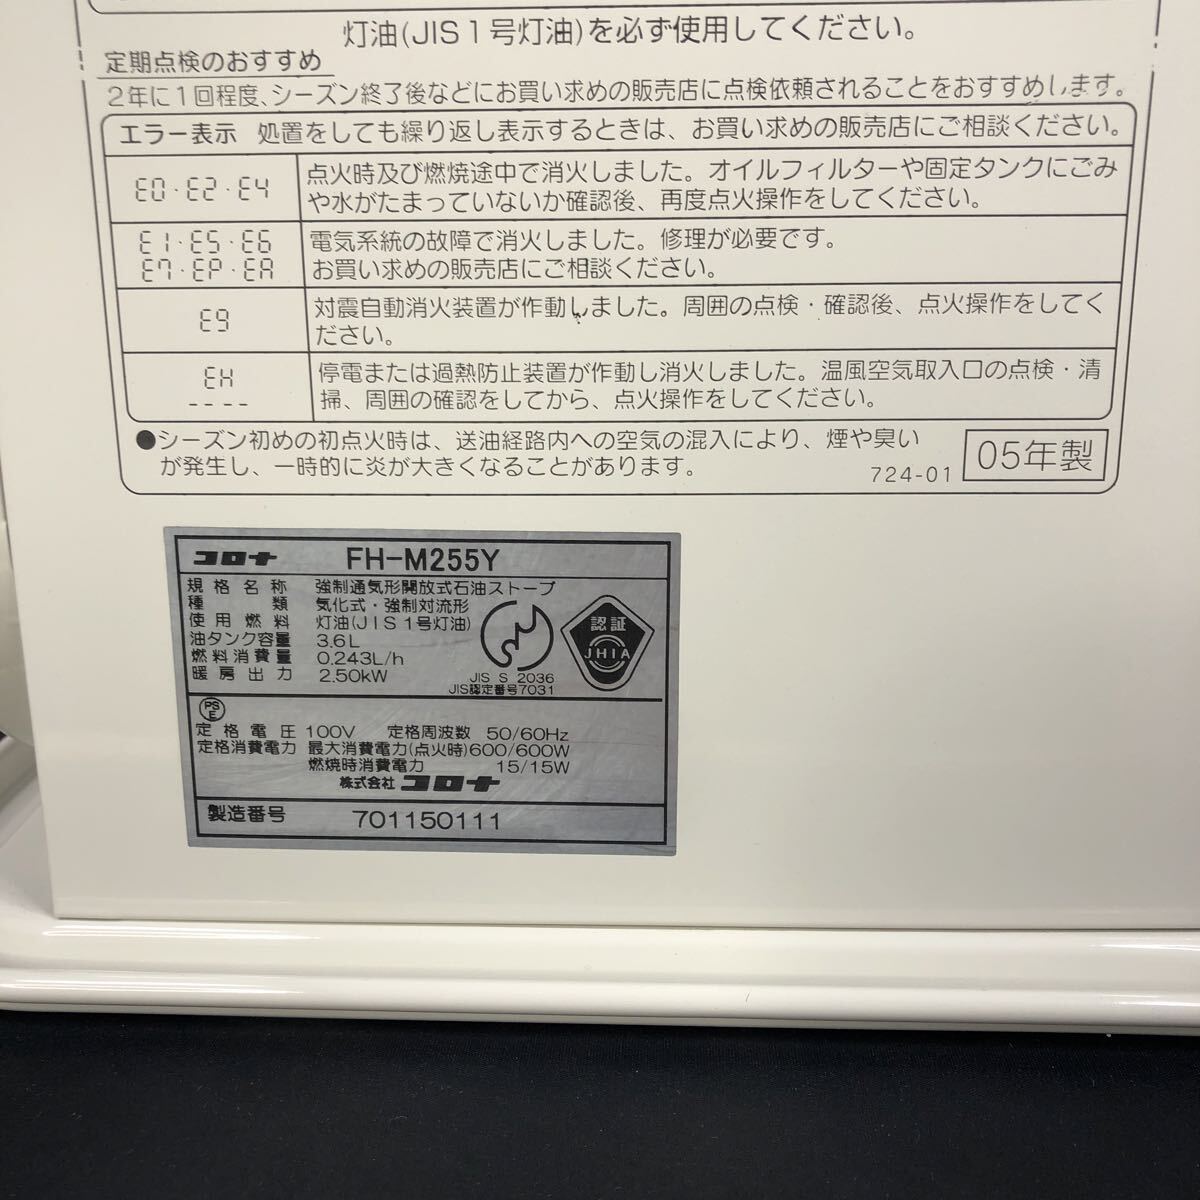 灯油(JIS1号灯油)を必ず使用してください。
定期点検のおすすめ
2年に1回程度、シーズン終了後などにお買い求めの販売店に点検依頼されることをおすすめします。
エラー表示 処置をしても繰り返し表示するときは、お買い求めの販売店にご相談ください。
E0・E2・E4
点火時及び燃焼途中で消火しました。オイルフィルターや固定タンクにごみ
や水がたまっていないか確認後、再度点火操作をしてください。
E1・E5・E6
E7・EP・EA
電気系統の故障で消火しました。修理が必要です。
お買い求めの販売店にご相談ください。
E9
対震自動消火装置が作動しました。周囲の点検・確認後、点火操作をしてく
ださい。
EH
----
停電または過熱防止装置が作動し消火しました。温風空気取入口の点検・清
掃、周囲の確認をしてから、点火操作をしてください。
●シーズン初めの初点火時は、送油経路内への空気の混入により、煙や臭い
が発生し、一時的に炎が大きくなることがあります。
724-01
05年製
コロナ FH-M255Y
規格名称 強制通気形開放式石油ストーブ
種類 気化式・強制対流形
使用燃料 灯油(JIS1号灯油)
油タンク容量 3.6L
燃料消費量 0.243L/h
暖房出力 2.50kW
JIS S 2036
JIS認定番号7031
認証
JHIA
PS
E
定格電圧 100V 定格周波数 50/60Hz
定格消費電力 最大消費電力(点火時)600/600W
燃焼時消費電力 15/15W
株式会社 コロナ
製造番号 701150111